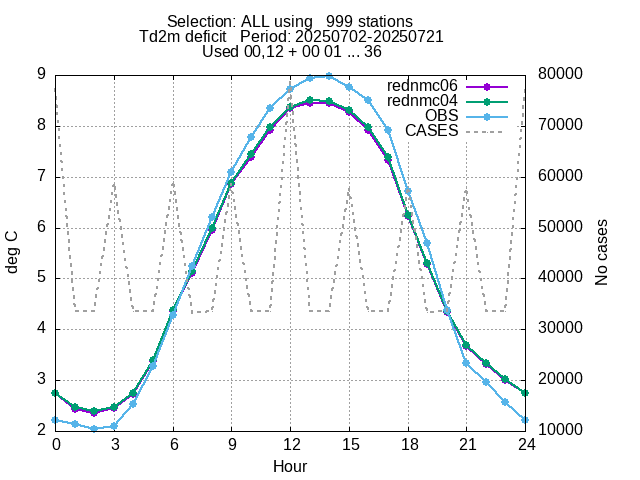 Selection: ALL using   999 stations
Td2m deficit   Period: 20250702-20250721
Used 00,12 + 00 01 ... 36
rednmc06
rednmc04
OBS
CASES
deg C
9
8
7
6
5
4
3
2
80000
70000
60000
50000
40000
30000
20000
10000
No cases
0 3 6 9 12 15 18 21 24
Hour